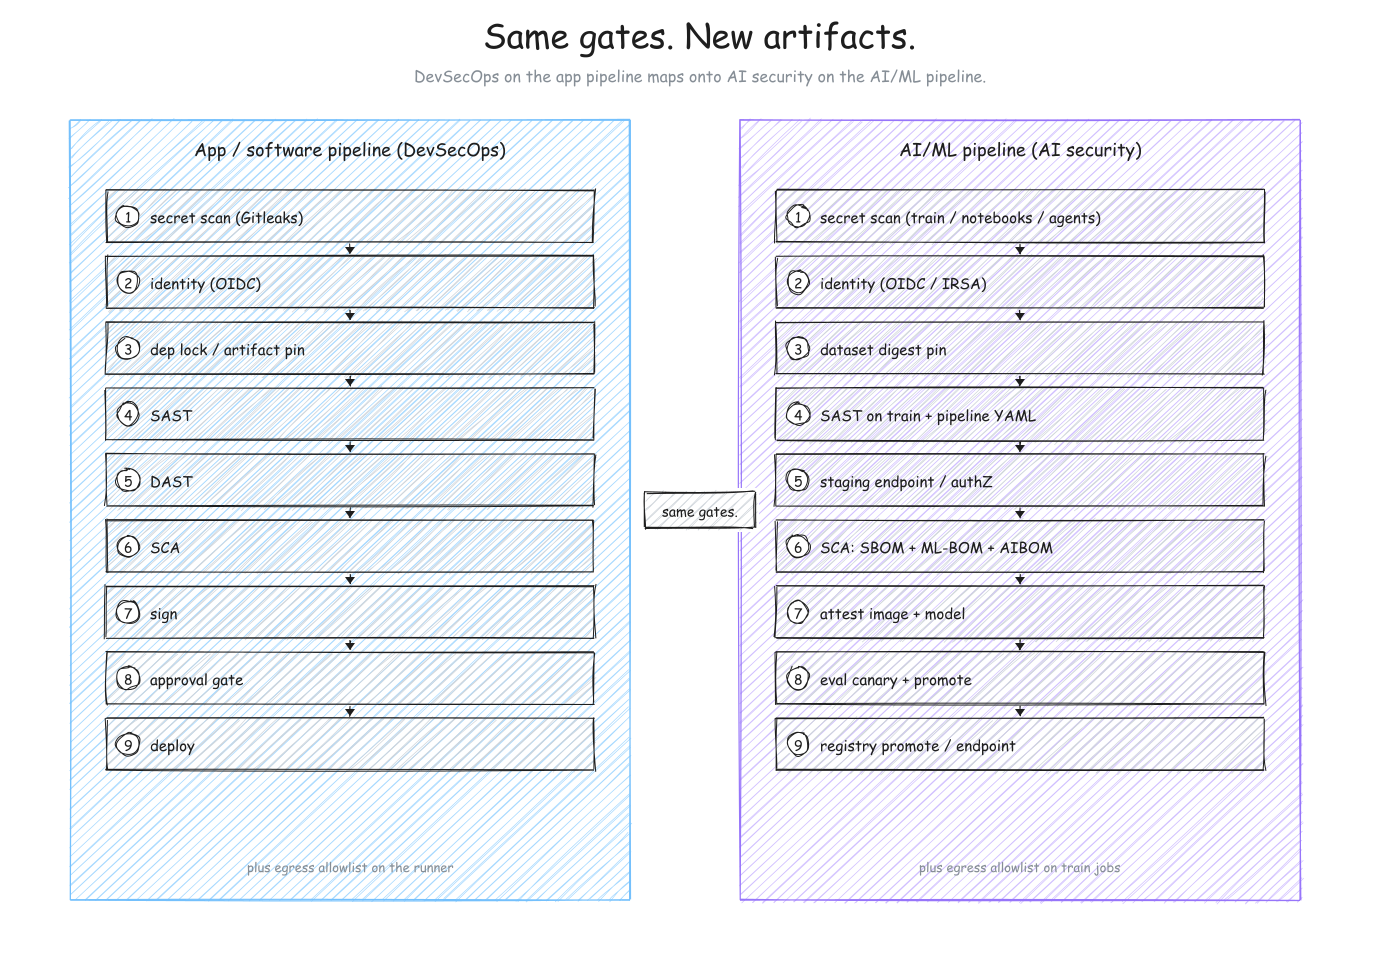 Same gates. New artifacts.
DevSecOps on the app pipeline maps onto AI security on the AI/ML pipeline.
App / software pipeline (DevSecOps)
1 secret scan (Gitleaks)
2 identity (OIDC)
3 dep lock / artifact pin
4 SAST
5 DAST
6 SCA
7 sign
8 approval gate
9 deploy
plus egress allowlist on the runner
same gates.
AI/ML pipeline (AI security)
1 secret scan (train / notebooks / agents)
2 identity (OIDC / IRSA)
3 dataset digest pin
4 SAST on train + pipeline YAML
5 staging endpoint / authZ
6 SCA: SBOM + ML-BOM + AIBOM
7 attest image + model
8 eval canary + promote
9 registry promote / endpoint
plus egress allowlist on train jobs